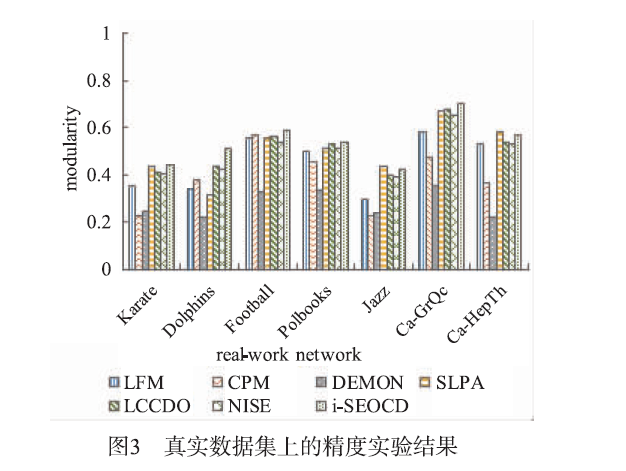 1
0.8
0.6
0.4
0.2
0
modularity
Karate
Dolphins
Football
Polbooks
Jazz
Ca-GrQc
Ca-HepTh
real-work network
LFM CPM DEMON SLPA
LCCDO NISE i-SEOCD
图3 真实数据集上的精度实验结果